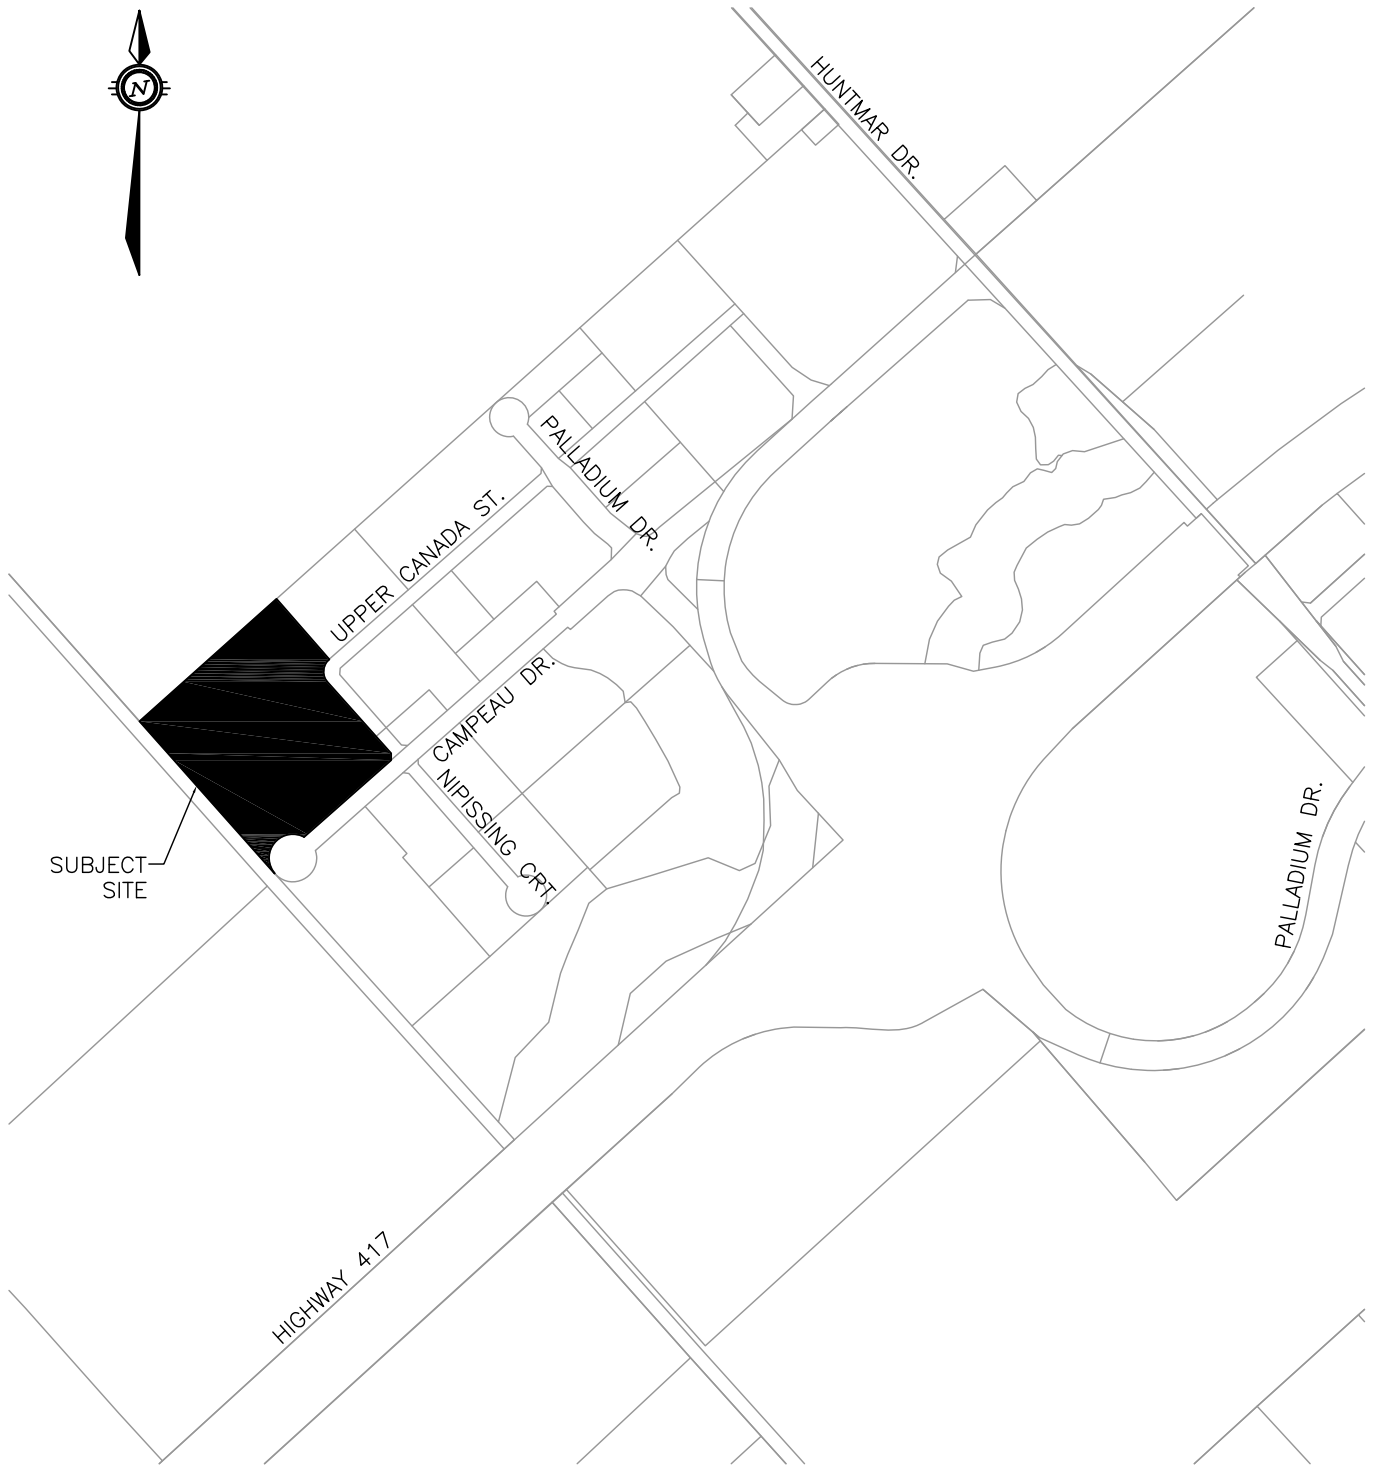 N
HUNTMAR DR.
PALLADIUM DR.
UPPER CANADA ST.
CAMPEAU DR.
NIPISSING CRT.
SUBJECT
SITE
PALLADIUM DR.
HIGHWAY 417